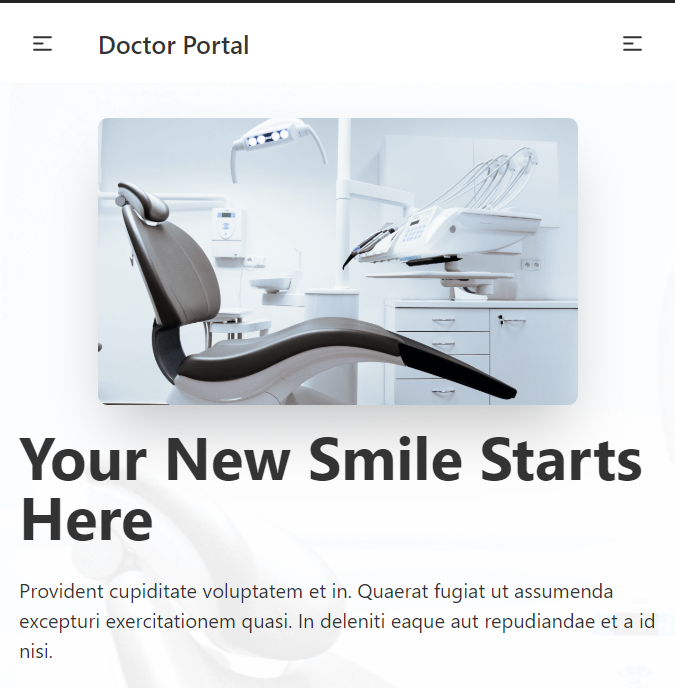 Doctor Portal
Your New Smile Starts
Here
Provident cupiditate voluptatem et in. Quaerat fugiat ut assumenda
excepturi exercitationem quasi. In deleniti eaque aut repudiandae et a id
nisi.